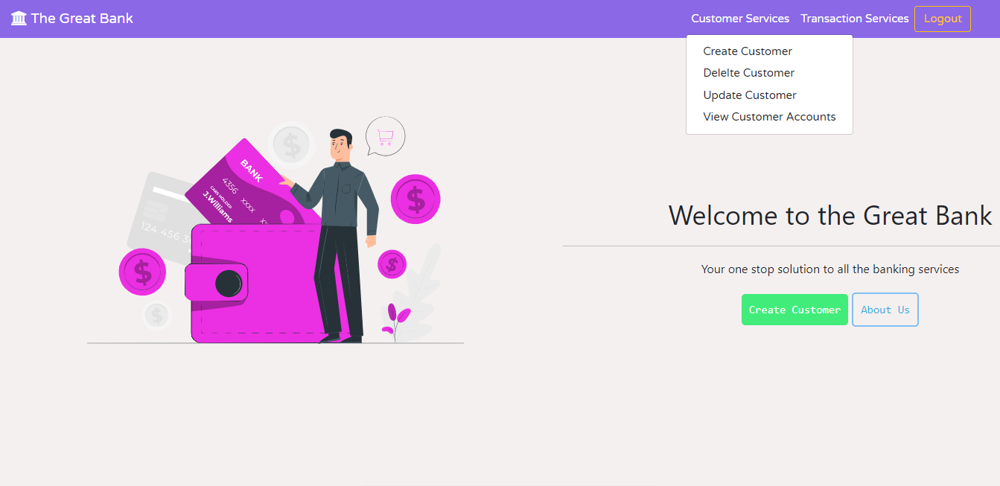 The Great Bank
Customer Services Transaction Services Logout
Create Customer
Delelte Customer
Update Customer
View Customer Accounts
BANK
4356 XXXX
CARD HOLDER
J.Williams
124 456 3
Welcome to the Great Bank
Your one stop solution to all the banking services
Create Customer About Us